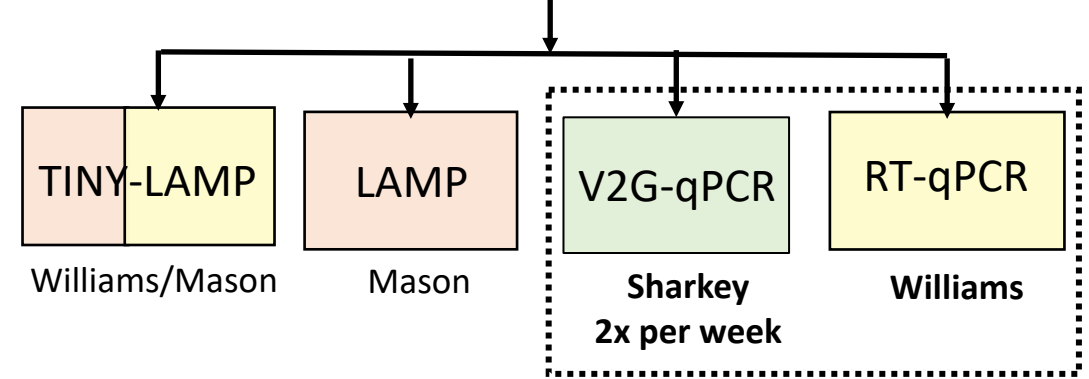 TINY-LAMP
LAMP
V2G-qPCR
RT-qPCR
Williams/Mason
Mason
Sharkey
2x per week
Williams